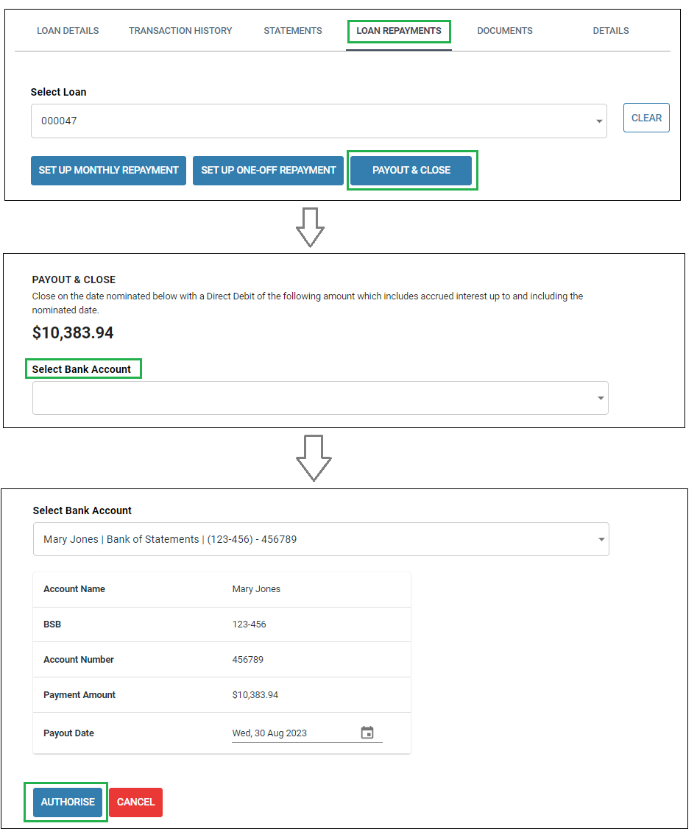 LOAN DETAILS TRANSACTION HISTORY STATEMENTS LOAN REPAYMENTS DOCUMENTS DETAILS
Select Loan
000047
CLEAR
SET UP MONTHLY REPAYMENT SET UP ONE-OFF REPAYMENT PAYOUT & CLOSE
PAYOUT & CLOSE
Close on the date nominated below with a Direct Debit of the following amount which includes accrued interest up to and including the
nominated date.
$10,383.94
Select Bank Account
Select Bank Account
Mary Jones | Bank of Statements | (123-456) - 456789
Account Name Mary Jones
BSB 123-456
Account Number 456789
Payment Amount $10,383.94
Payout Date Wed, 30 Aug 2023
AUTHORISE CANCEL